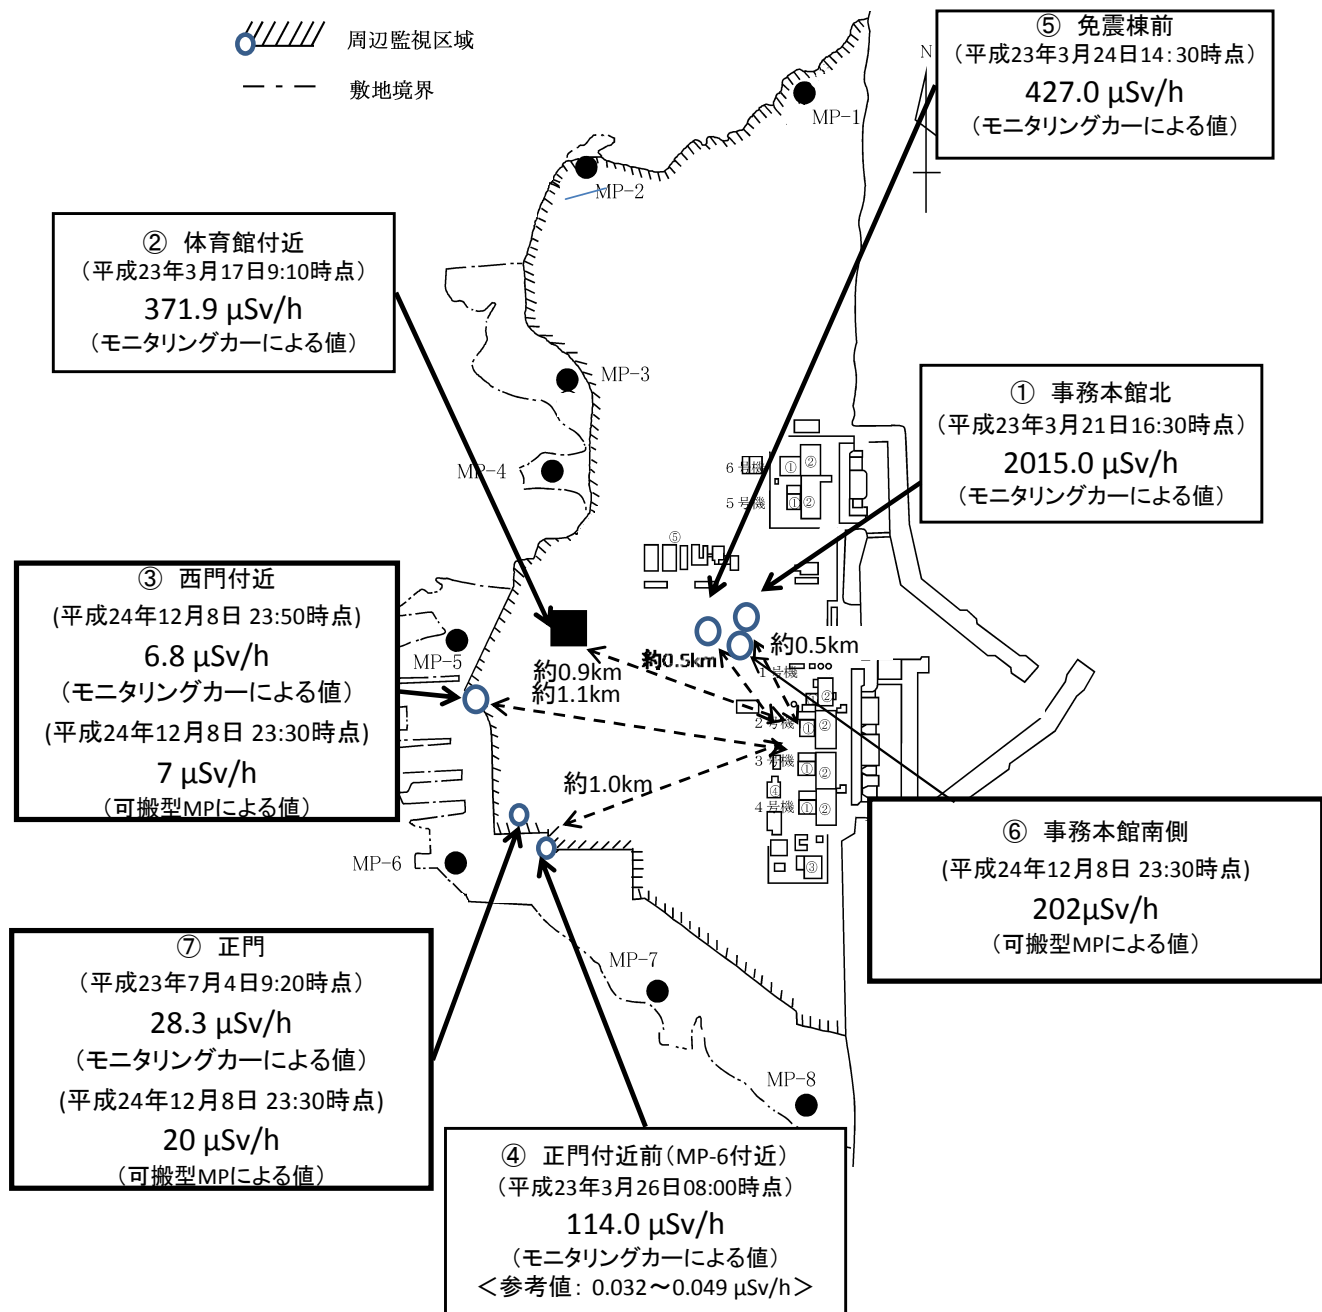 周辺監視区域
敷地境界
⑤ 免震棟前
(平成23年3月24日14:30時点)
427.0 μSv/h
(モニタリングカーによる値)
N
MP-1
MP-2
② 体育館付近
(平成23年3月17日9:10時点)
371.9 μSv/h
(モニタリングカーによる値)
MP-3
① 事務本館北
(平成23年3月21日16:30時点)
2015.0 μSv/h
(モニタリングカーによる値)
MP-4
6号機
① ②
5号機
① ②
⑤
③ 西門付近
(平成24年12月8日 23:50時点)
6.8 μSv/h
(モニタリングカーによる値)
(平成24年12月8日 23:30時点)
7 μSv/h
(可搬型MPによる値)
MP-5
約0.9km
約1.1km
約0.5km
約0.5km
1号機
②
2号機
① ②
3号機
① ②
④
4号機
① ②
③
約1.0km
MP-6
⑥ 事務本館南側
(平成24年12月8日 23:30時点)
202μSv/h
(可搬型MPによる値)
⑦ 正門
(平成23年7月4日9:20時点)
28.3 μSv/h
(モニタリングカーによる値)
(平成24年12月8日 23:30時点)
20 μSv/h
(可搬型MPによる値)
MP-7
MP-8
④ 正門付近前(MP-6付近)
(平成23年3月26日08:00時点)
114.0 μSv/h
(モニタリングカーによる値)
<参考値: 0.032~0.049 μSv/h>